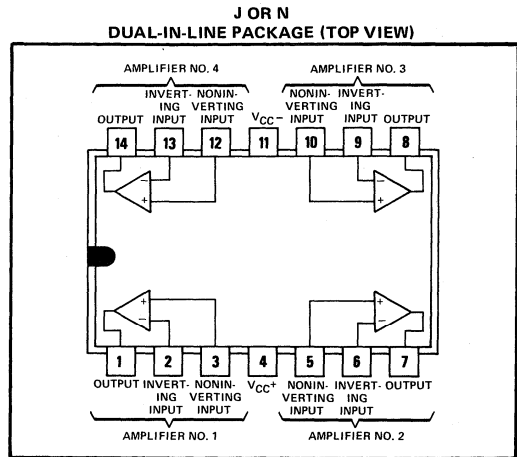 J OR N
DUAL-IN-LINE PACKAGE (TOP VIEW)
AMPLIFIER NO. 4
AMPLIFIER NO. 3
OUTPUT
INVERT-
ING
INPUT
NONIN-
VERTING
INPUT
VCC−
NONIN-
VERTING
INPUT
INVERT-
ING
INPUT
OUTPUT
14 13 12 11 10 9 8
− − 
+ +
+ +
− −
1 2 3 4 5 6 7
OUTPUT
INVERT-
ING
INPUT
NONIN-
VERTING
INPUT
VCC+
NONIN-
VERTING
INPUT
INVERT-
ING
INPUT
OUTPUT
AMPLIFIER NO. 1
AMPLIFIER NO. 2